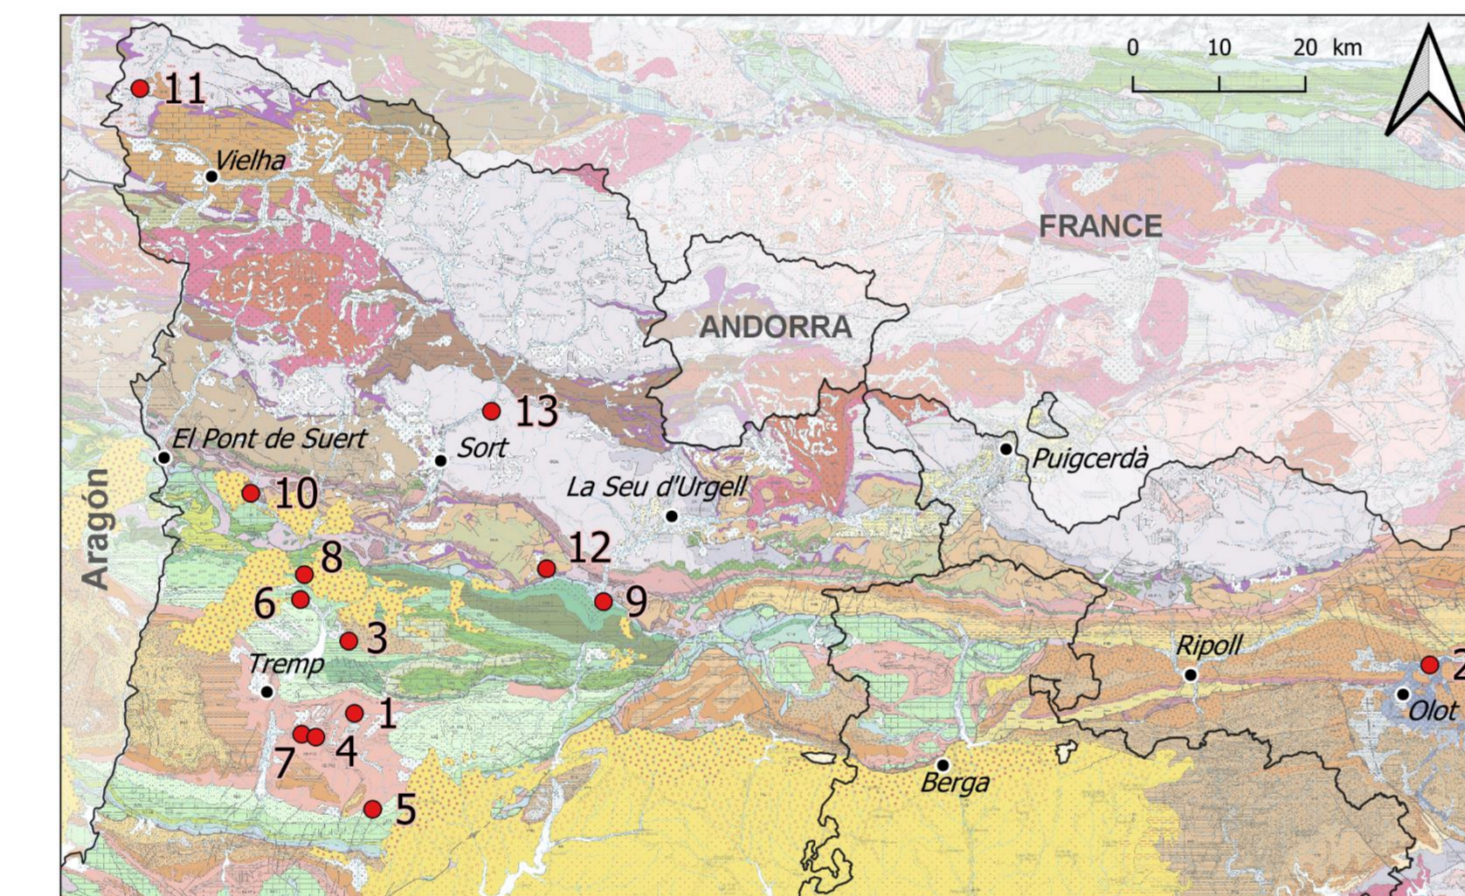 0 10 20 km
11
Vielha
FRANCE
ANDORRA
13
El Pont de Suert
Sort
Puigcerdà
Aragón
10
La Seu d'Urgell
8
12
6
9
3
Ripoll
Tremp
2
Olot
1
7
4
Berga
5